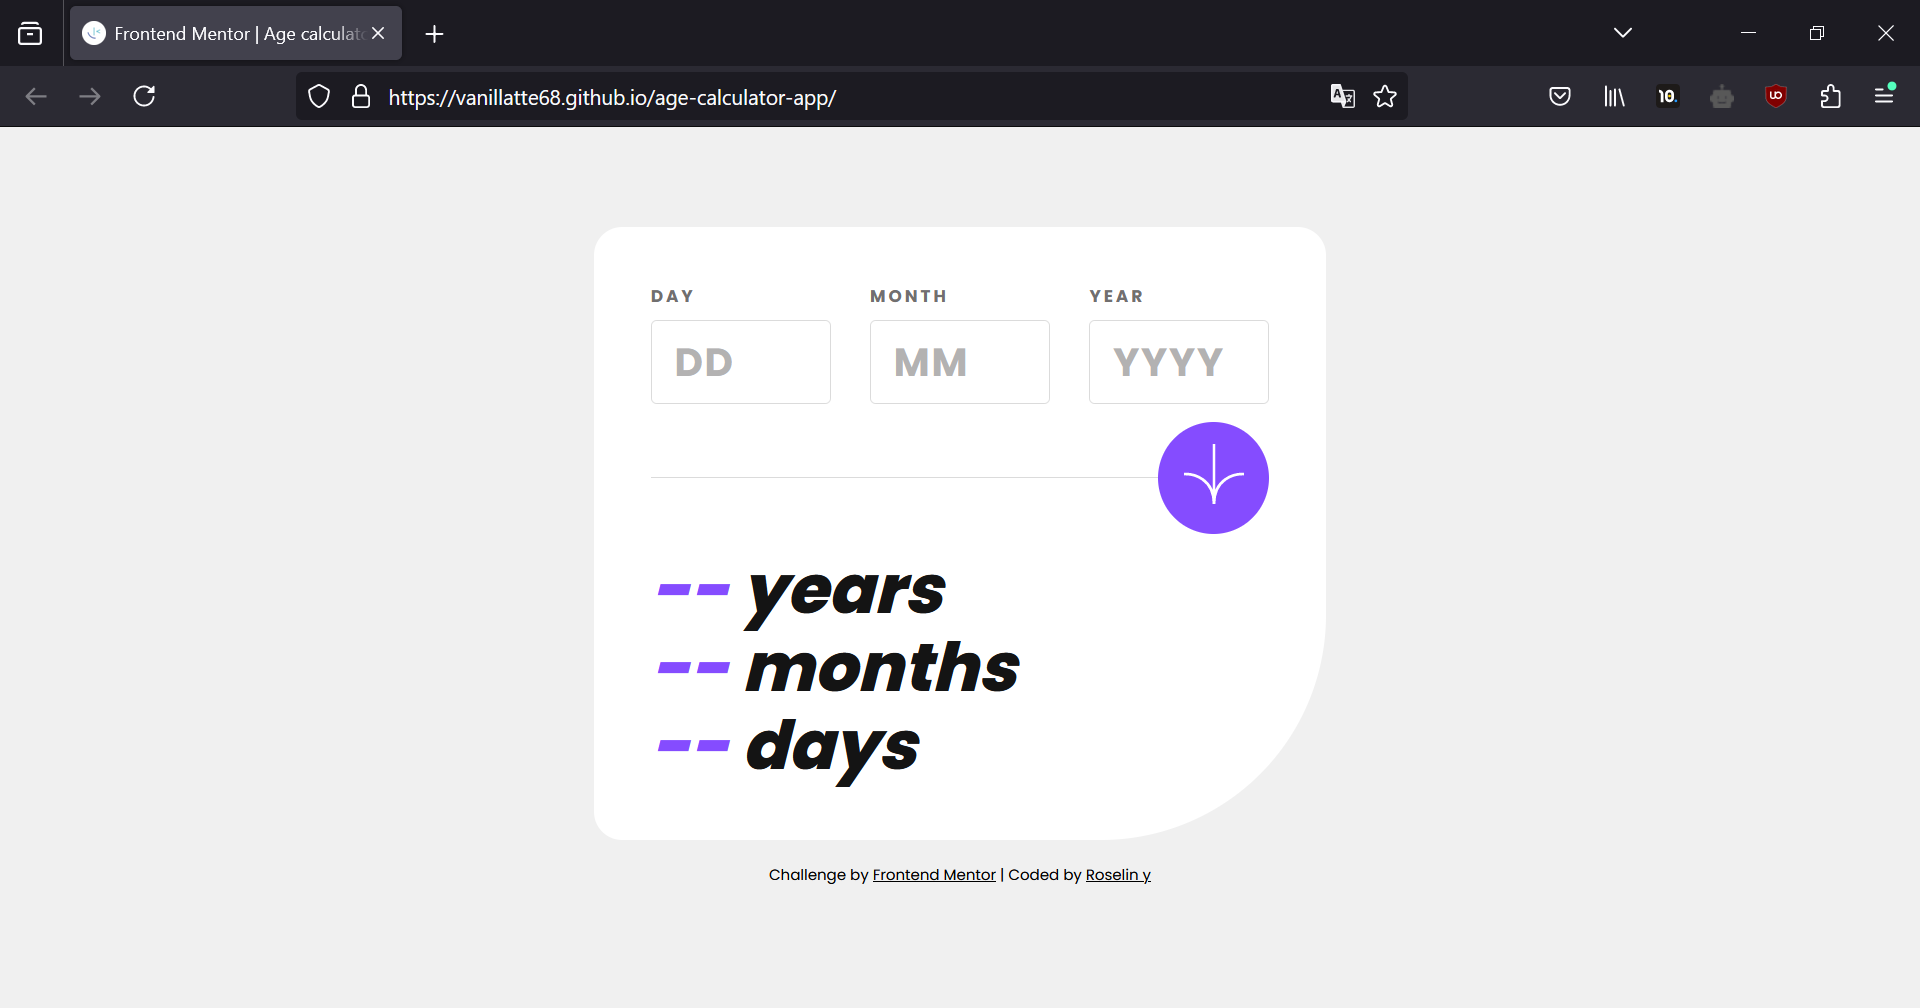 Frontend Mentor | Age calculat
https://vanillatte68.github.io/age-calculator-app/
10.
DAY MONTH YEAR
DD MM YYYY
-- years
-- months
-- days
Challenge by Frontend Mentor | Coded by Roselin y